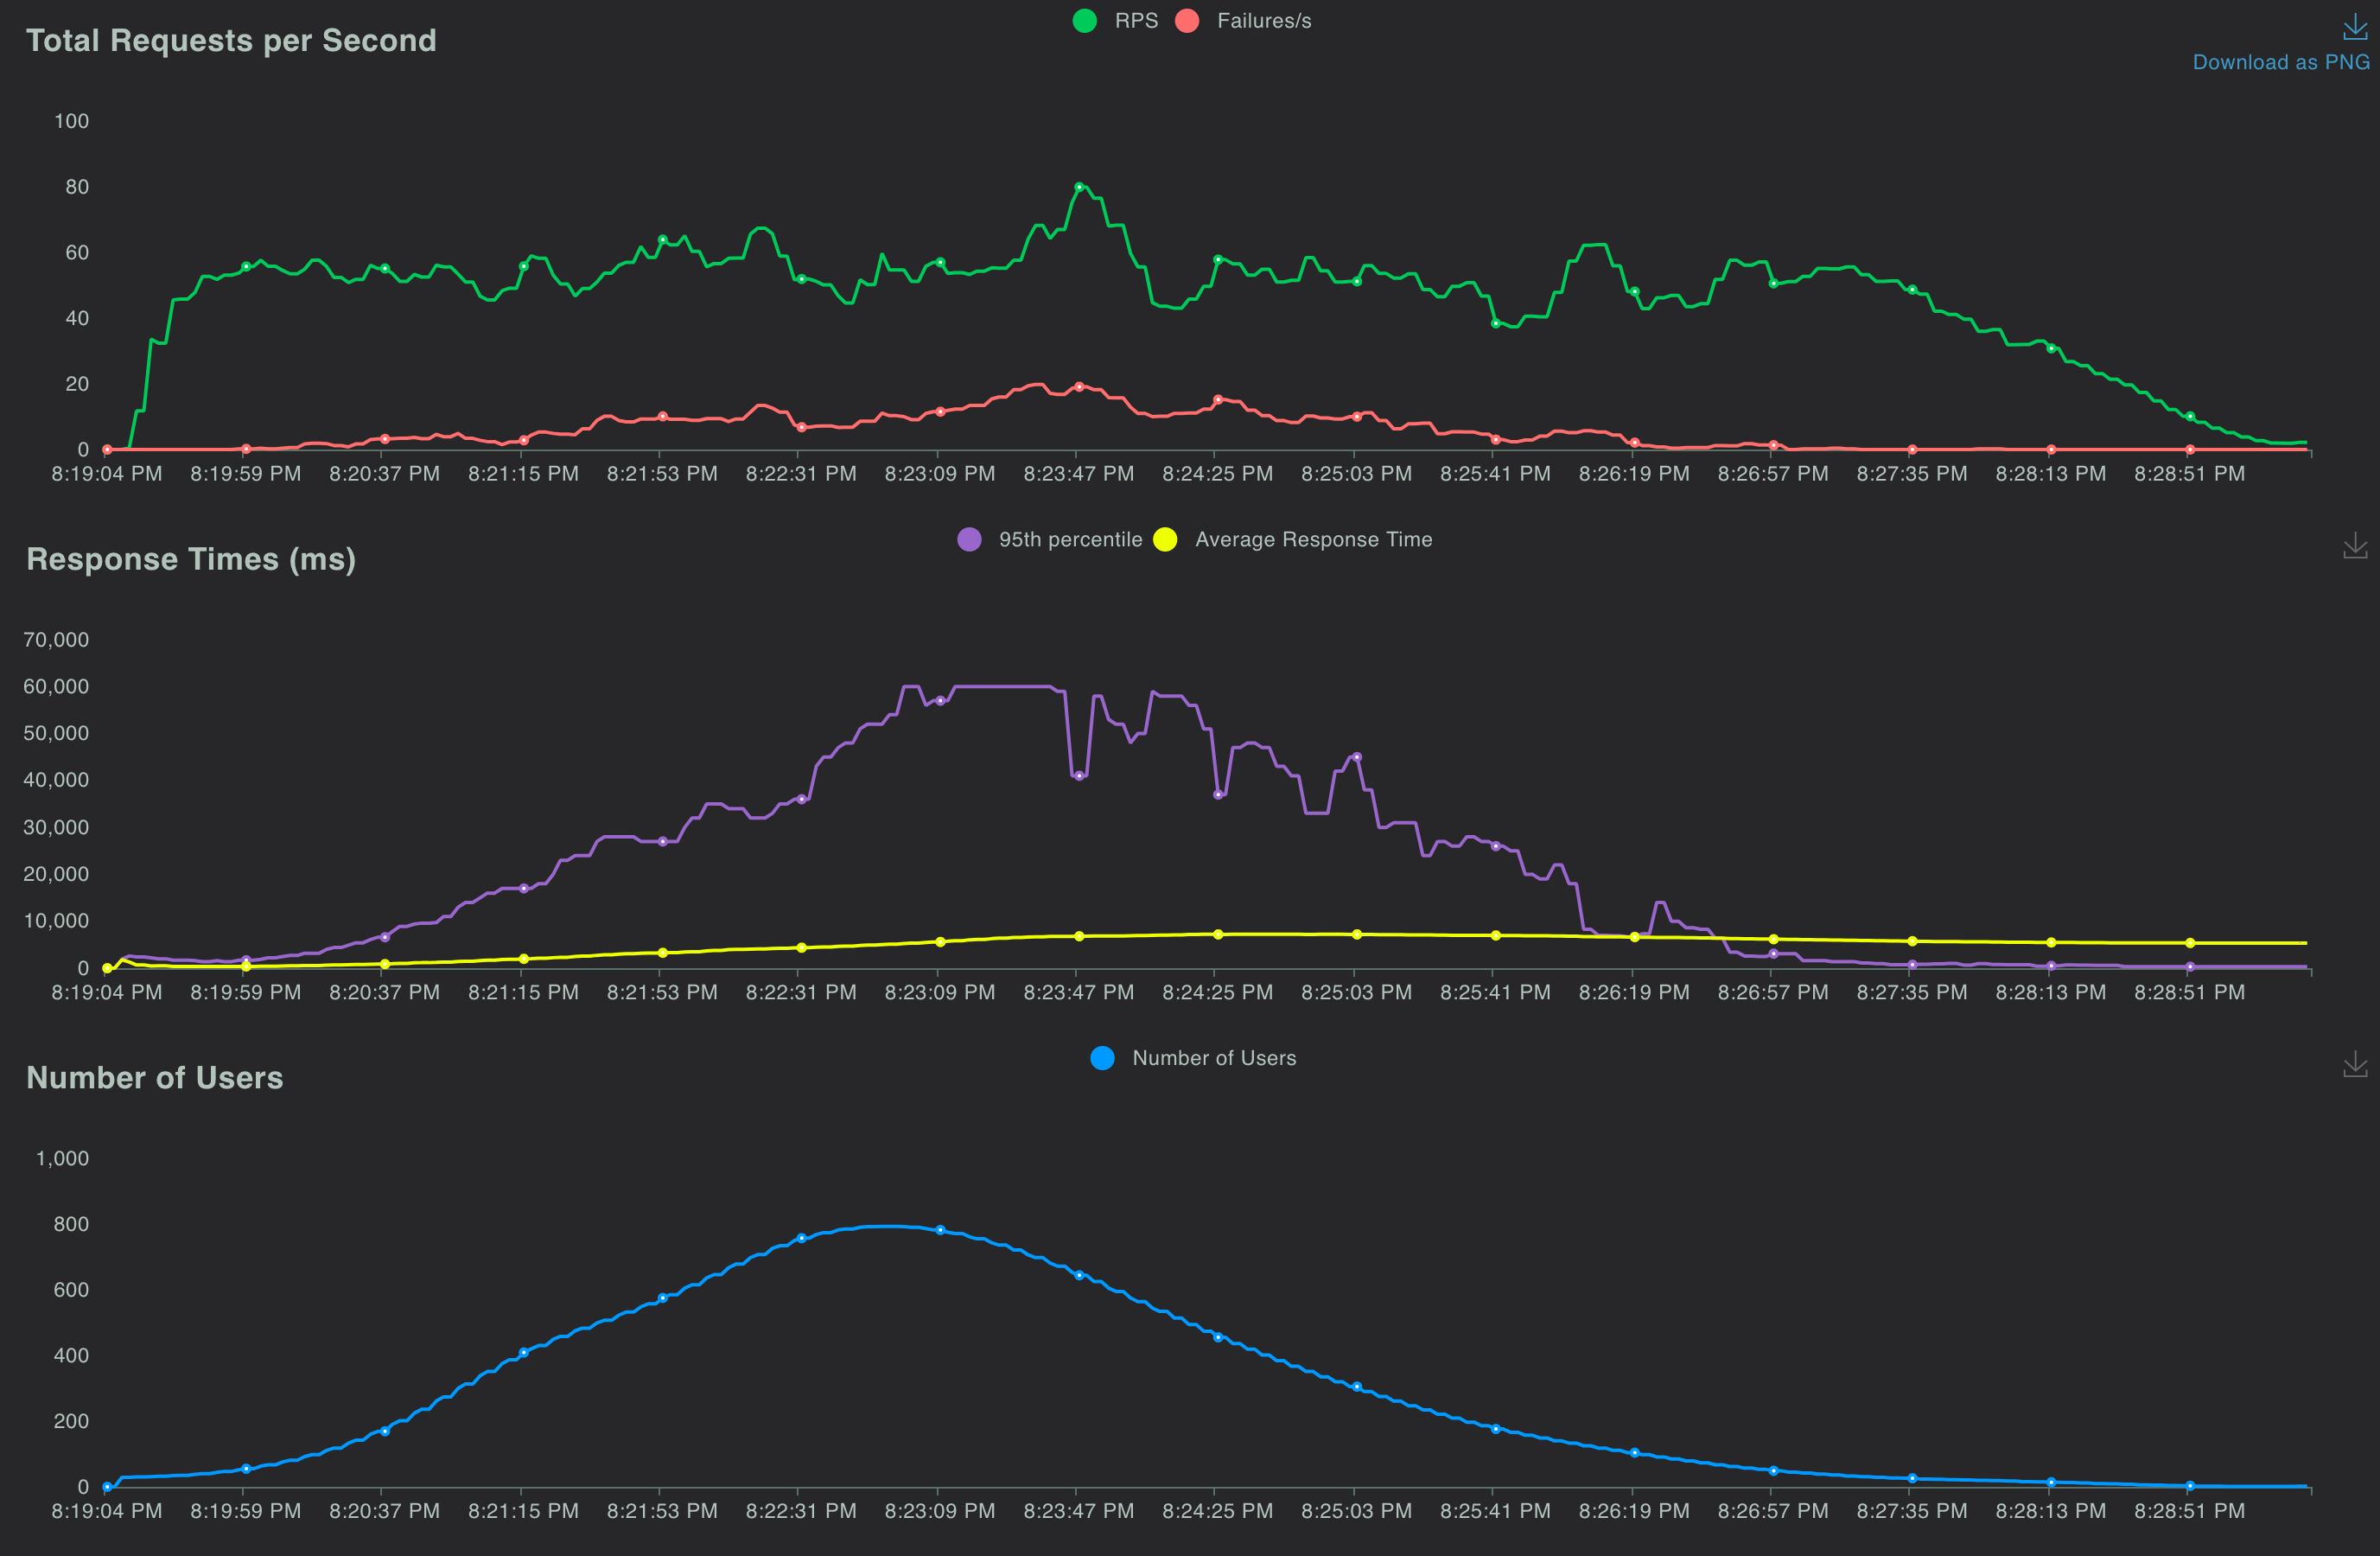 RPS Failures/s
Total Requests per Second
Download as PNG
100
80
60
40
20
0
8:19:04 PM 8:19:59 PM 8:20:37 PM 8:21:15 PM 8:21:53 PM 8:22:31 PM 8:23:09 PM 8:23:47 PM 8:24:25 PM 8:25:03 PM 8:25:41 PM 8:26:19 PM 8:26:57 PM 8:27:35 PM 8:28:13 PM 8:28:51 PM
95th percentile Average Response Time
Response Times (ms)
70,000
60,000
50,000
40,000
30,000
20,000
10,000
0
8:19:04 PM 8:19:59 PM 8:20:37 PM 8:21:15 PM 8:21:53 PM 8:22:31 PM 8:23:09 PM 8:23:47 PM 8:24:25 PM 8:25:03 PM 8:25:41 PM 8:26:19 PM 8:26:57 PM 8:27:35 PM 8:28:13 PM 8:28:51 PM
Number of Users
Number of Users
1,000
800
600
400
200
0
8:19:04 PM 8:19:59 PM 8:20:37 PM 8:21:15 PM 8:21:53 PM 8:22:31 PM 8:23:09 PM 8:23:47 PM 8:24:25 PM 8:25:03 PM 8:25:41 PM 8:26:19 PM 8:26:57 PM 8:27:35 PM 8:28:13 PM 8:28:51 PM